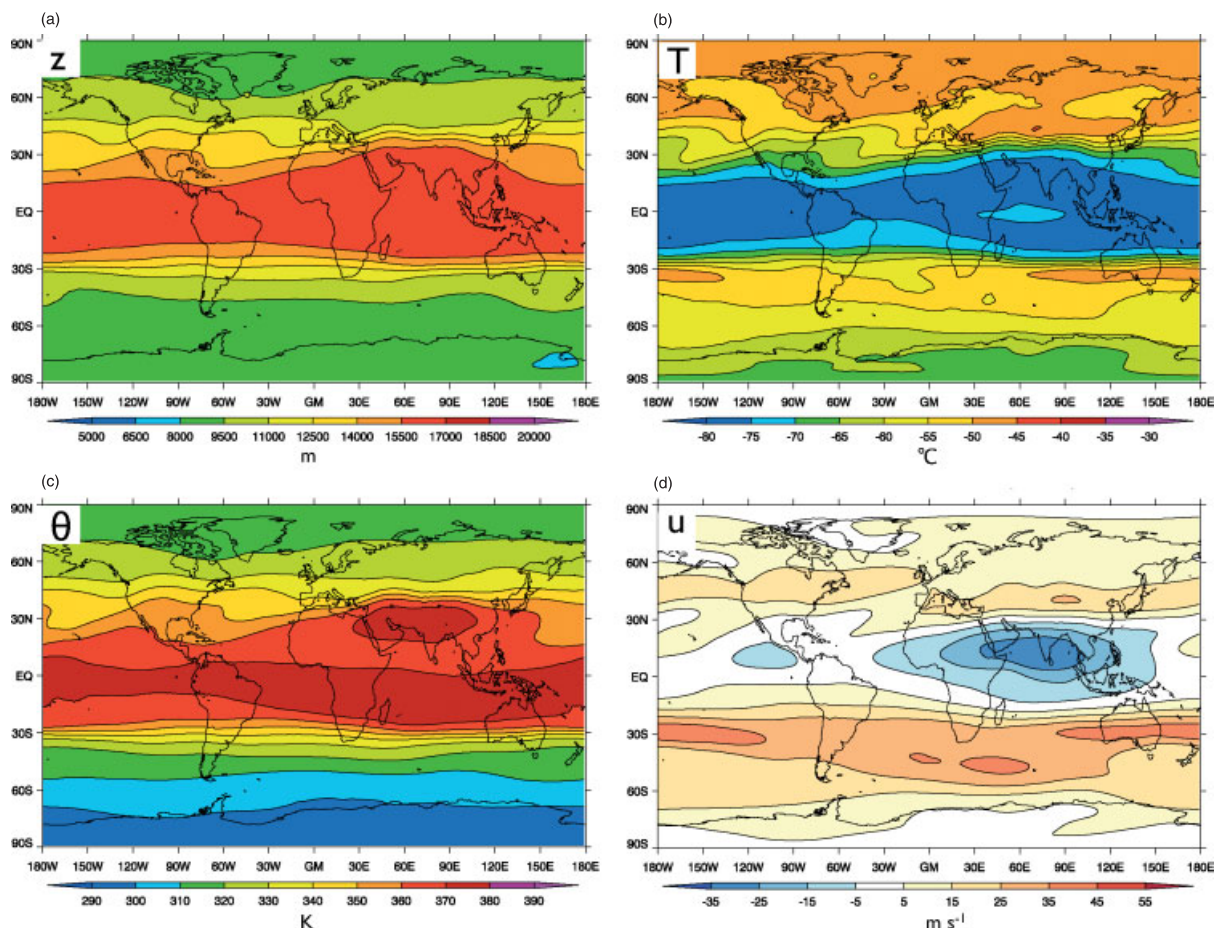 (a)
z
90N
60N
30N
EQ
30S
60S
90S
180W 150W 120W 90W 60W 30W GM 30E 60E 90E 120E 150E 180E
5000 6500 8000 9500 11000 12500 14000 15500 17000 18500 20000
m
(b)
T
90N
60N
30N
EQ
30S
60S
90S
180W 150W 120W 90W 60W 30W GM 30E 60E 90E 120E 150E 180E
-80 -75 -70 -65 -60 -55 -50 -45 -40 -35 -30
°C
(c)
θ
90N
60N
30N
EQ
30S
60S
90S
180W 150W 120W 90W 60W 30W GM 30E 60E 90E 120E 150E 180E
290 300 310 320 330 340 350 360 370 380 390
K
(d)
u
90N
60N
30N
EQ
30S
60S
90S
180W 150W 120W 90W 60W 30W GM 30E 60E 90E 120E 150E 180E
-35 -25 -15 -5 5 15 25 35 45 55
m s⁻¹